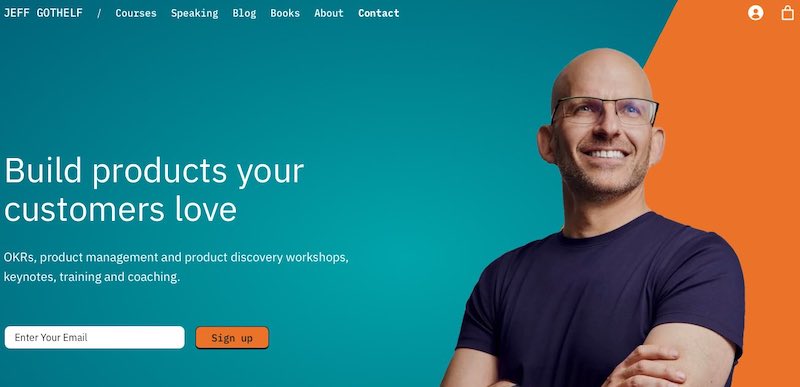 JEFF GOTHELF / Courses Speaking Blog Books About Contact
Build products your
customers love
OKRs, product management and product discovery workshops,
keynotes, training and coaching.
Enter Your Email
Sign up